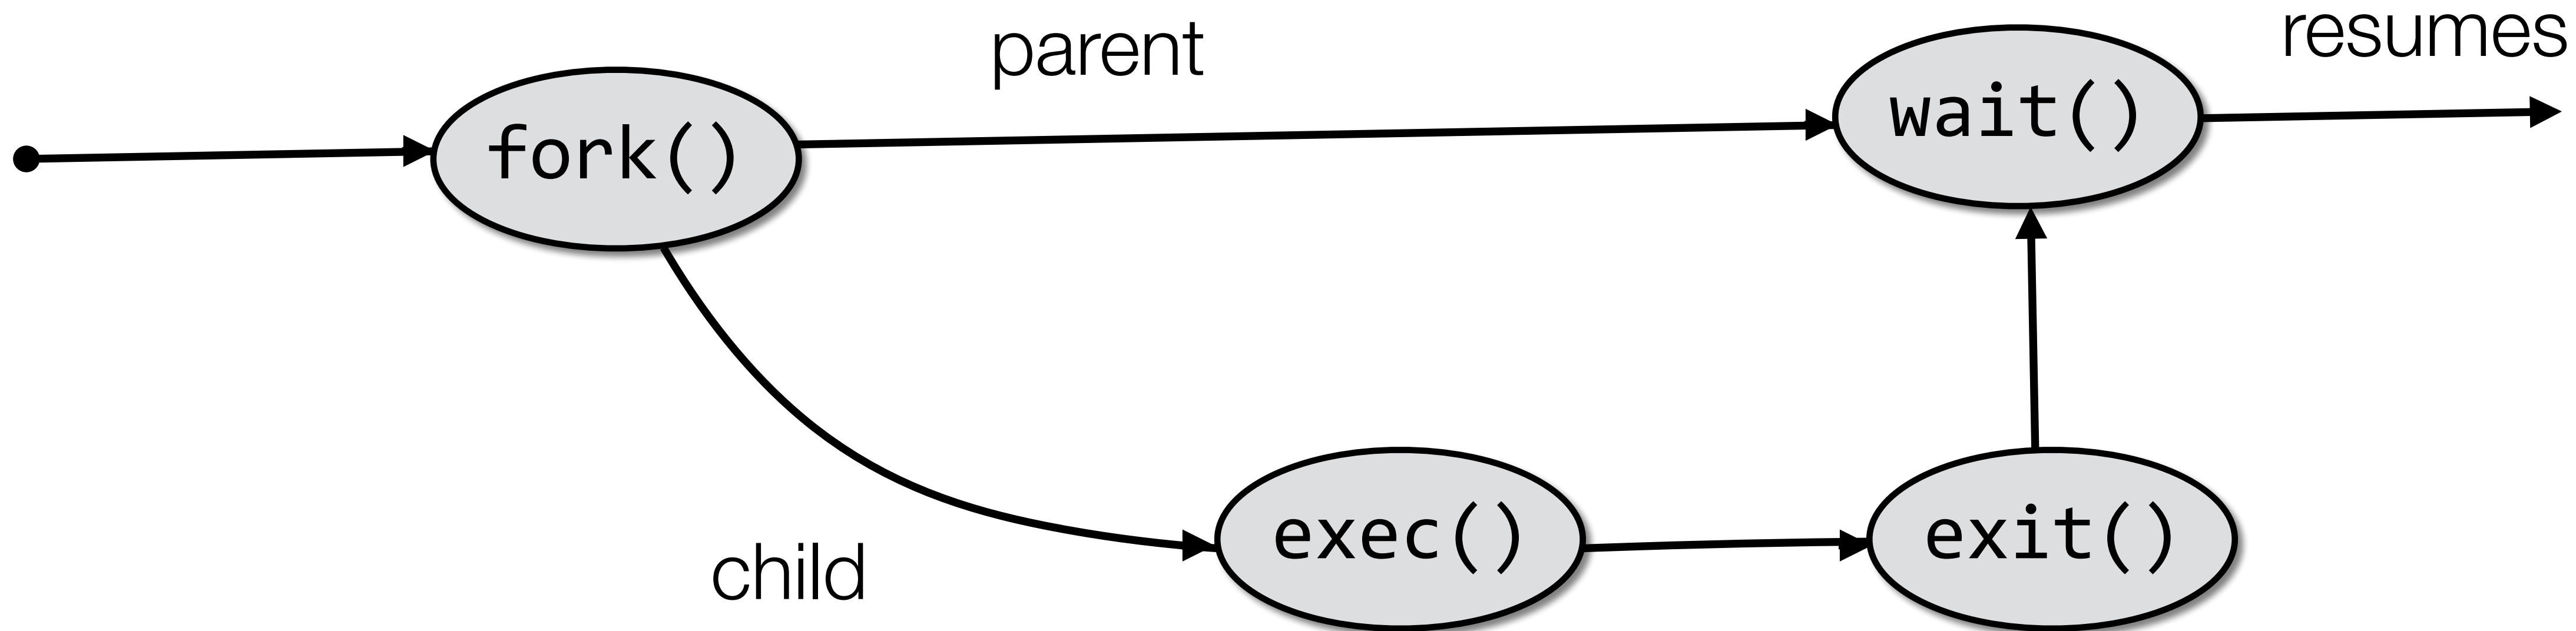 parent
resumes
fork()
wait()
child
exec()
exit()